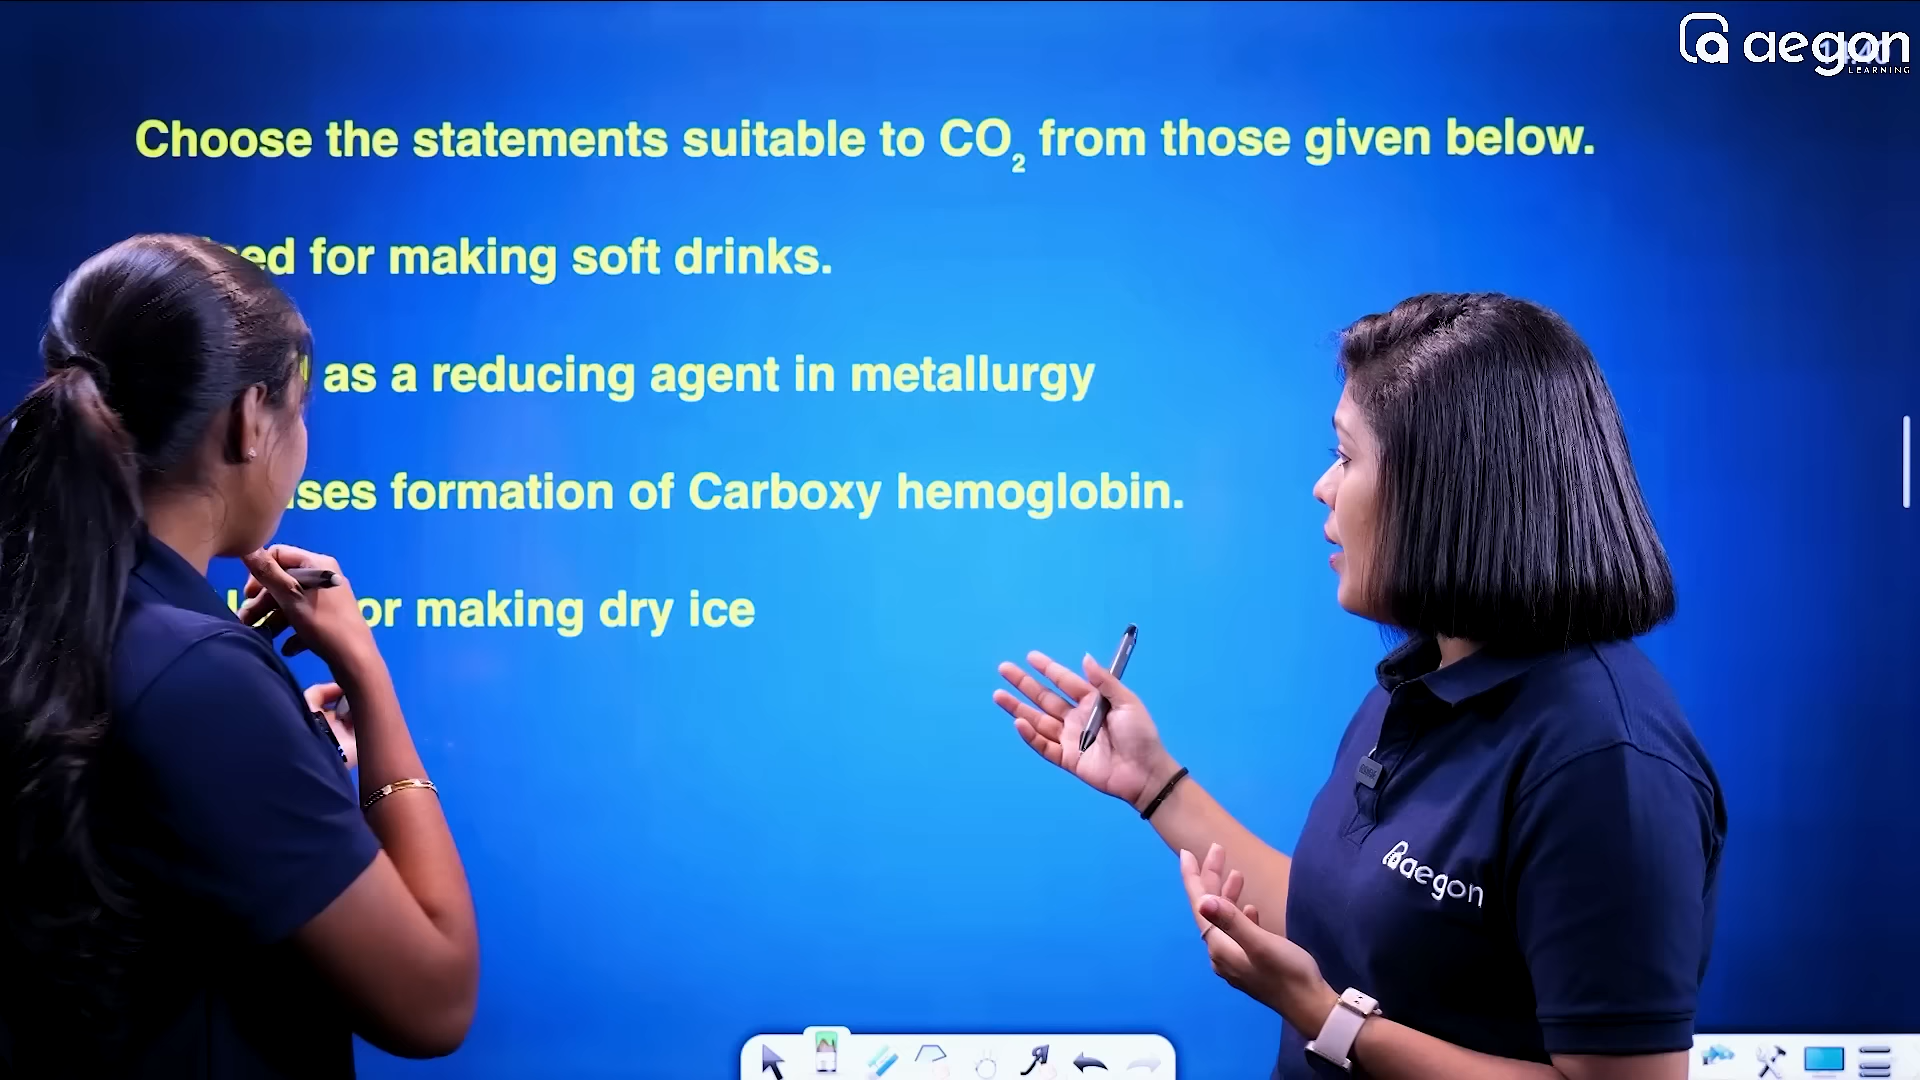 aegon
LEARNING
Choose the statements suitable to CO₂ from those given below.
for making soft drinks.
as a reducing agent in metallurgy
formation of Carboxy hemoglobin.
making dry ice
aegon